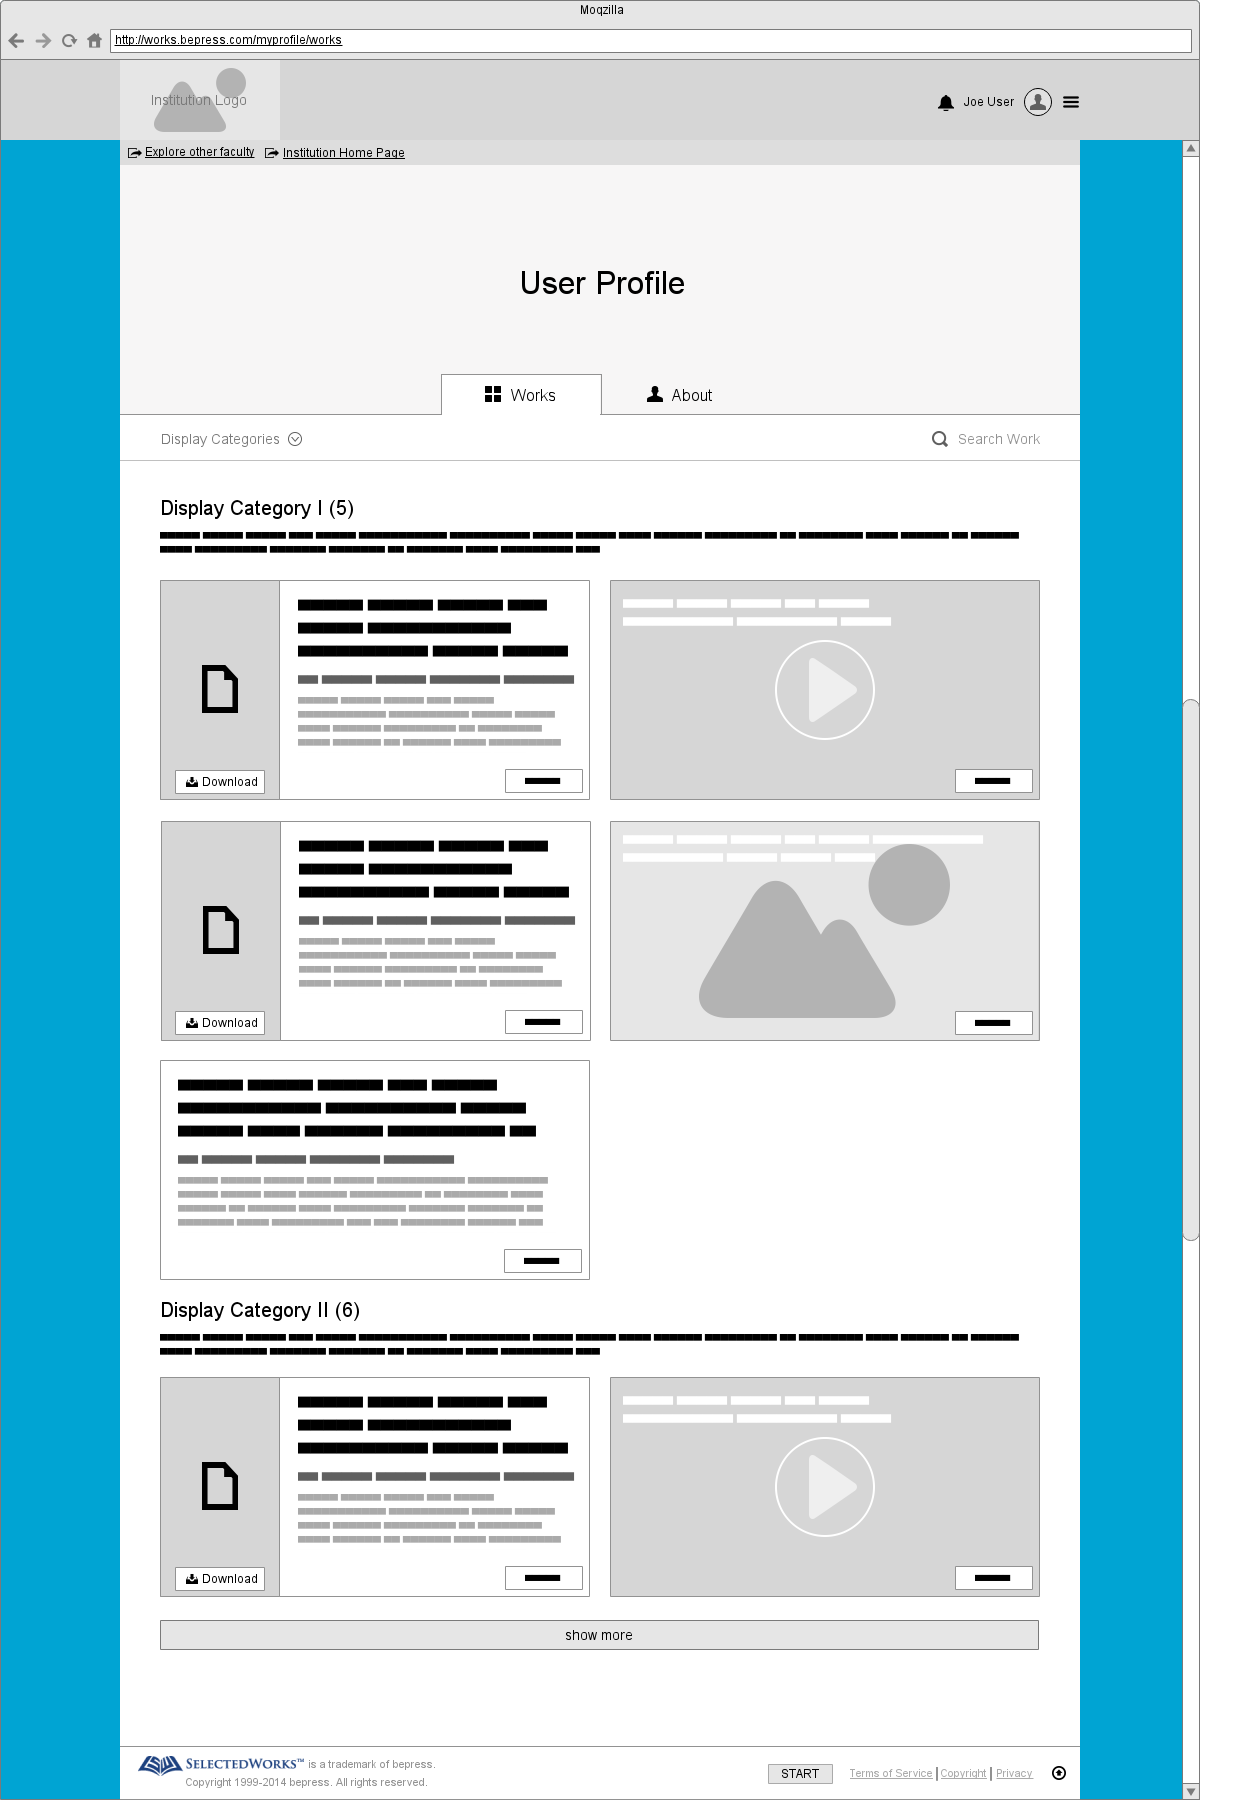 Moqzilla
http://works.bepress.com/myprofile/works
Institution Logo
Joe User
Explore other faculty
Institution Home Page
User Profile
Works
About
Display Categories
Search Work
Display Category I (5)
Download
Download
Display Category II (6)
Download
show more
SELECTEDWORKS™ is a trademark of bepress.
Copyright 1999-2014 bepress. All rights reserved.
START
Terms of Service | Copyright | Privacy